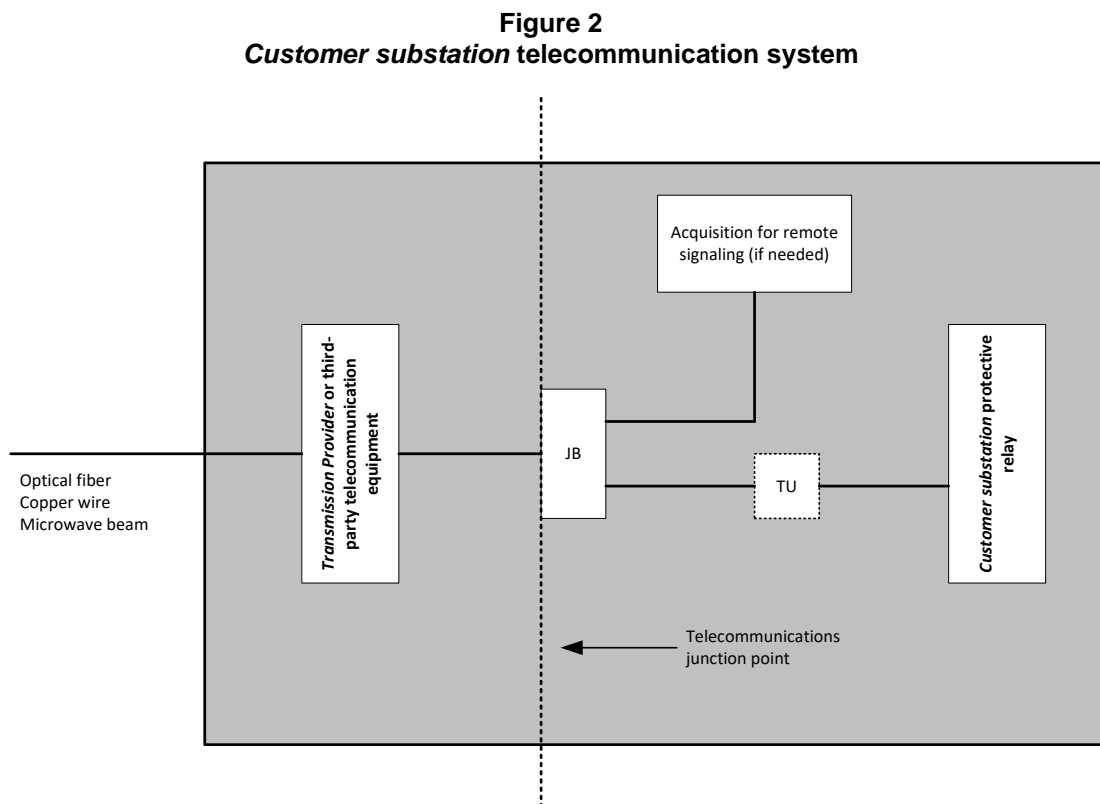 Figure 2
Customer substation telecommunication system
Acquisition for remote
signaling (if needed)
Transmission Provider or third-
party telecommunication
equipment
JB
TU
Customer substation protective
relay
Optical fiber
Copper wire
Microwave beam
Telecommunications
junction point